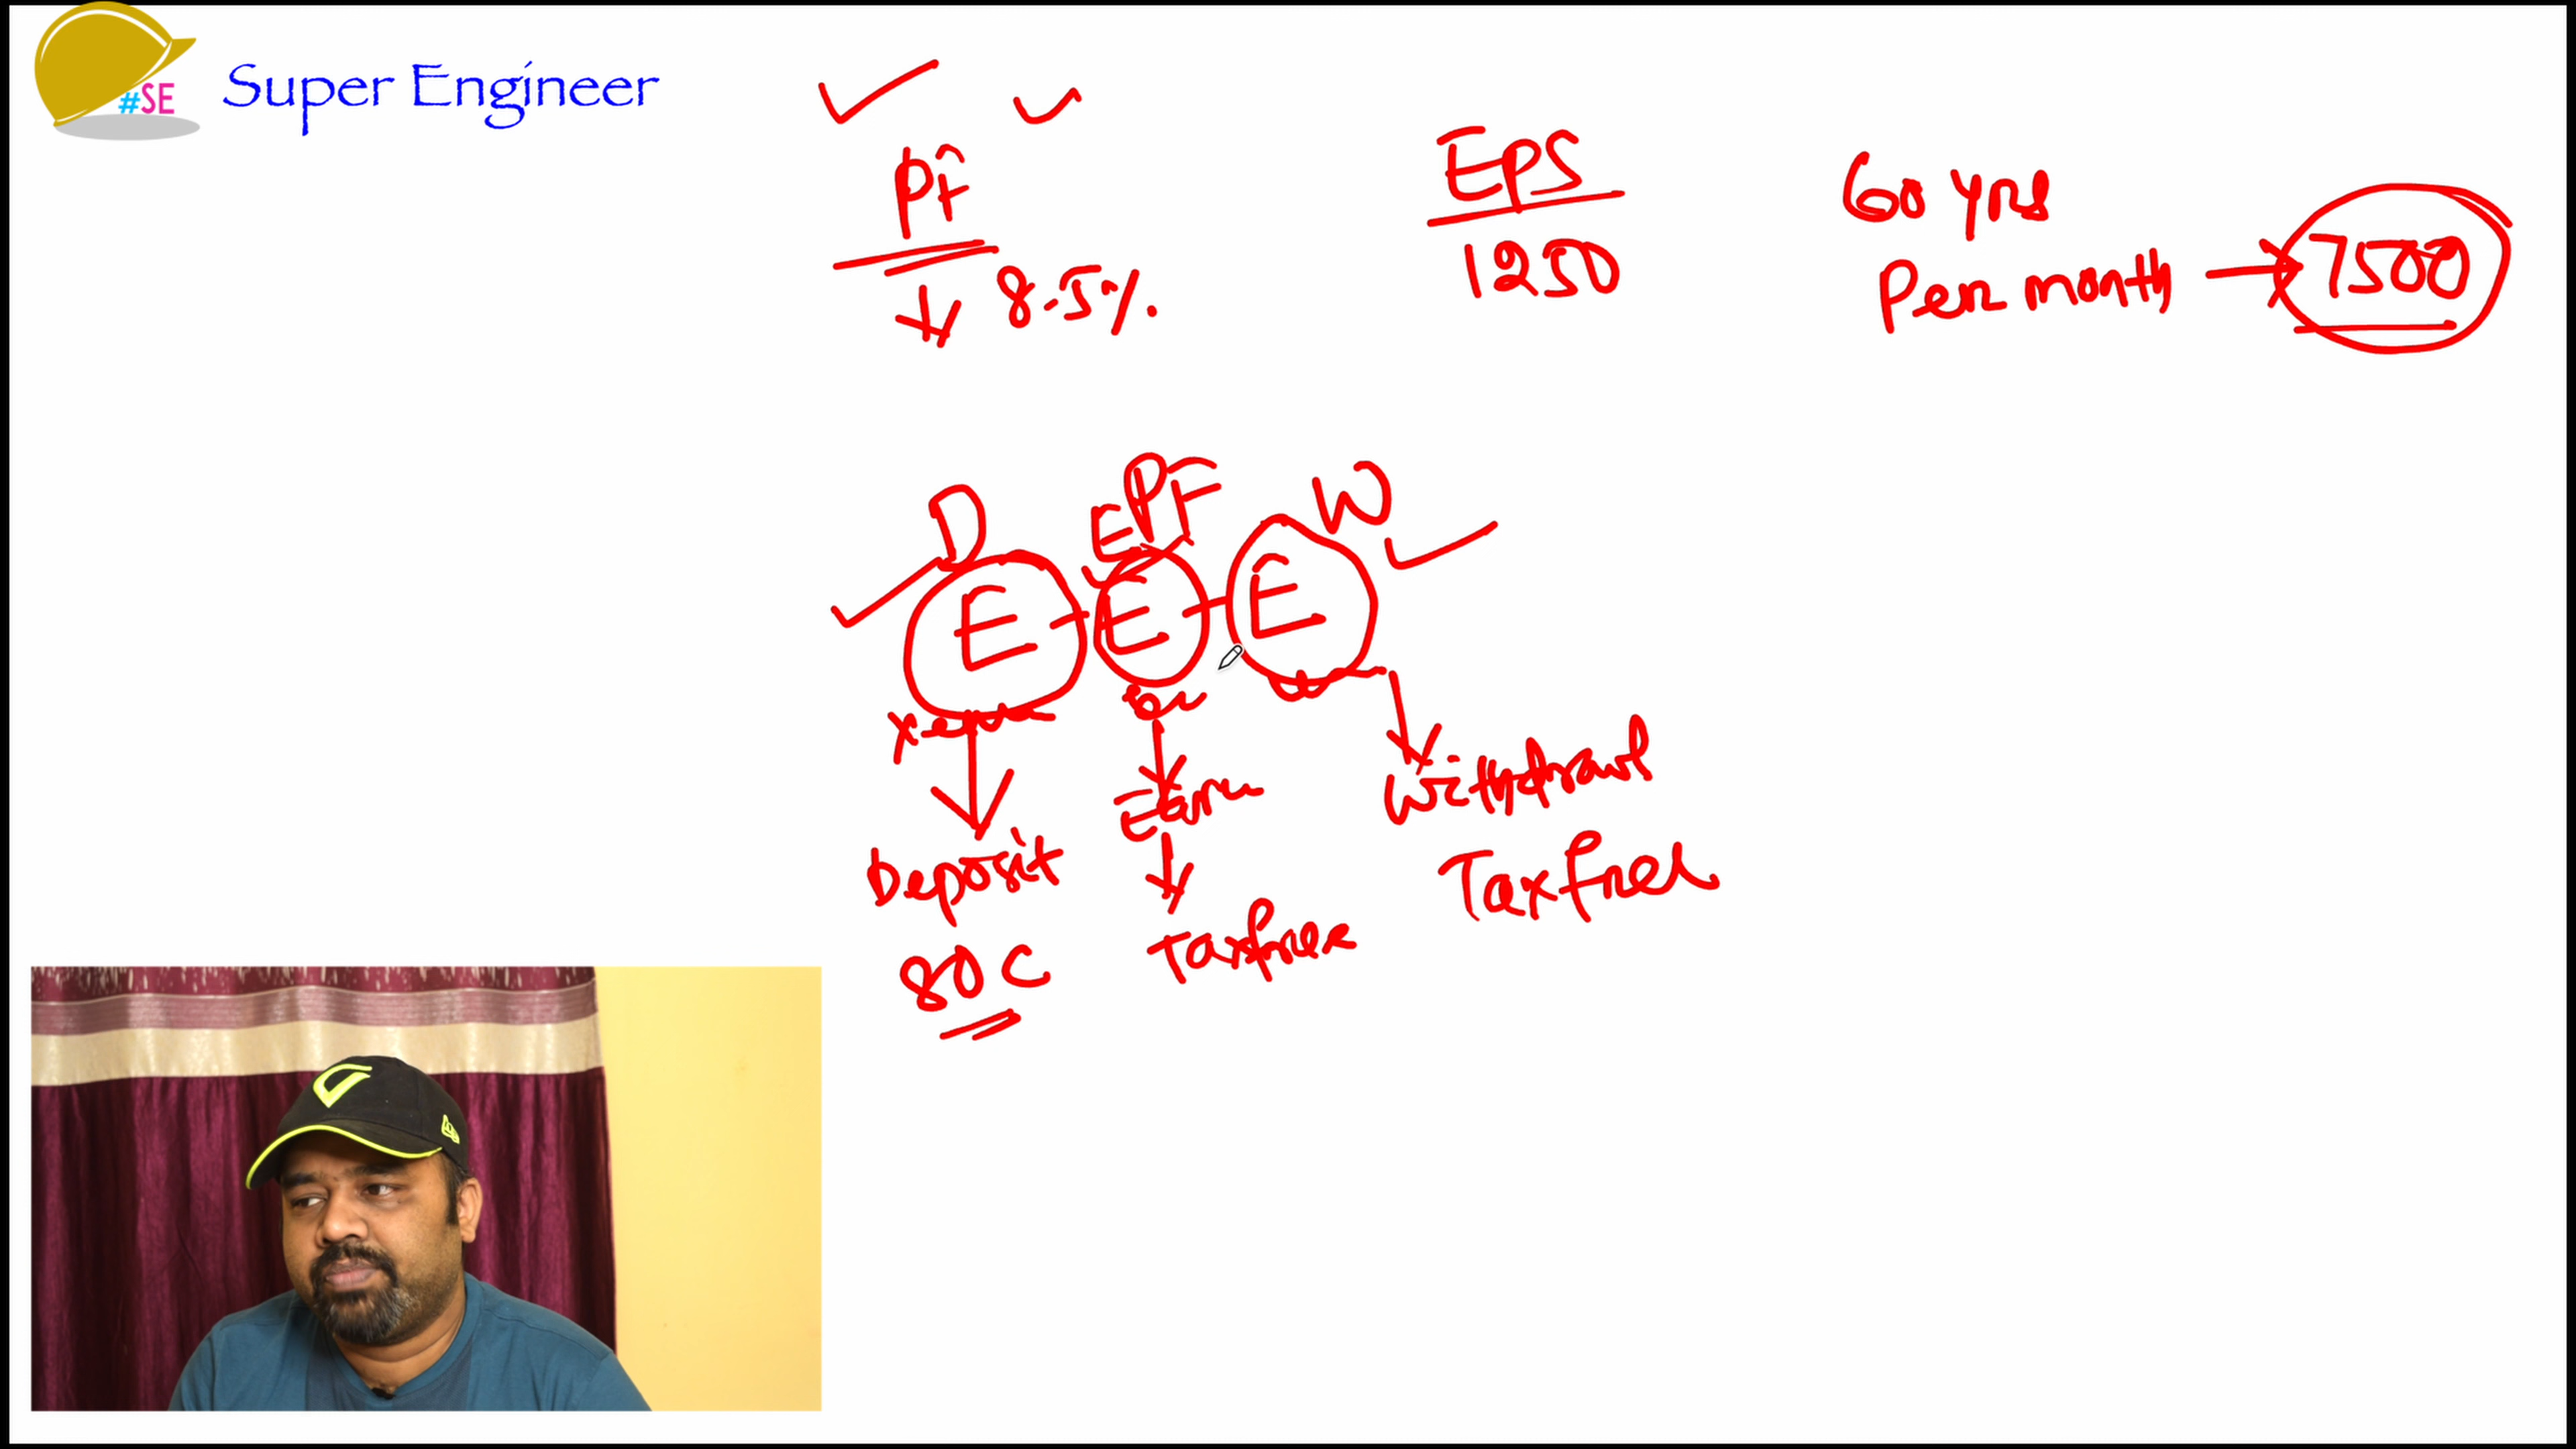 #SE
Super Engineer
PF
8.5%
EPS
1250
60 yrs
Per month
7500
D
EPF
W
E - E - E
Deposit
80C
Earn
Taxfree
Withdrawl
Taxfree